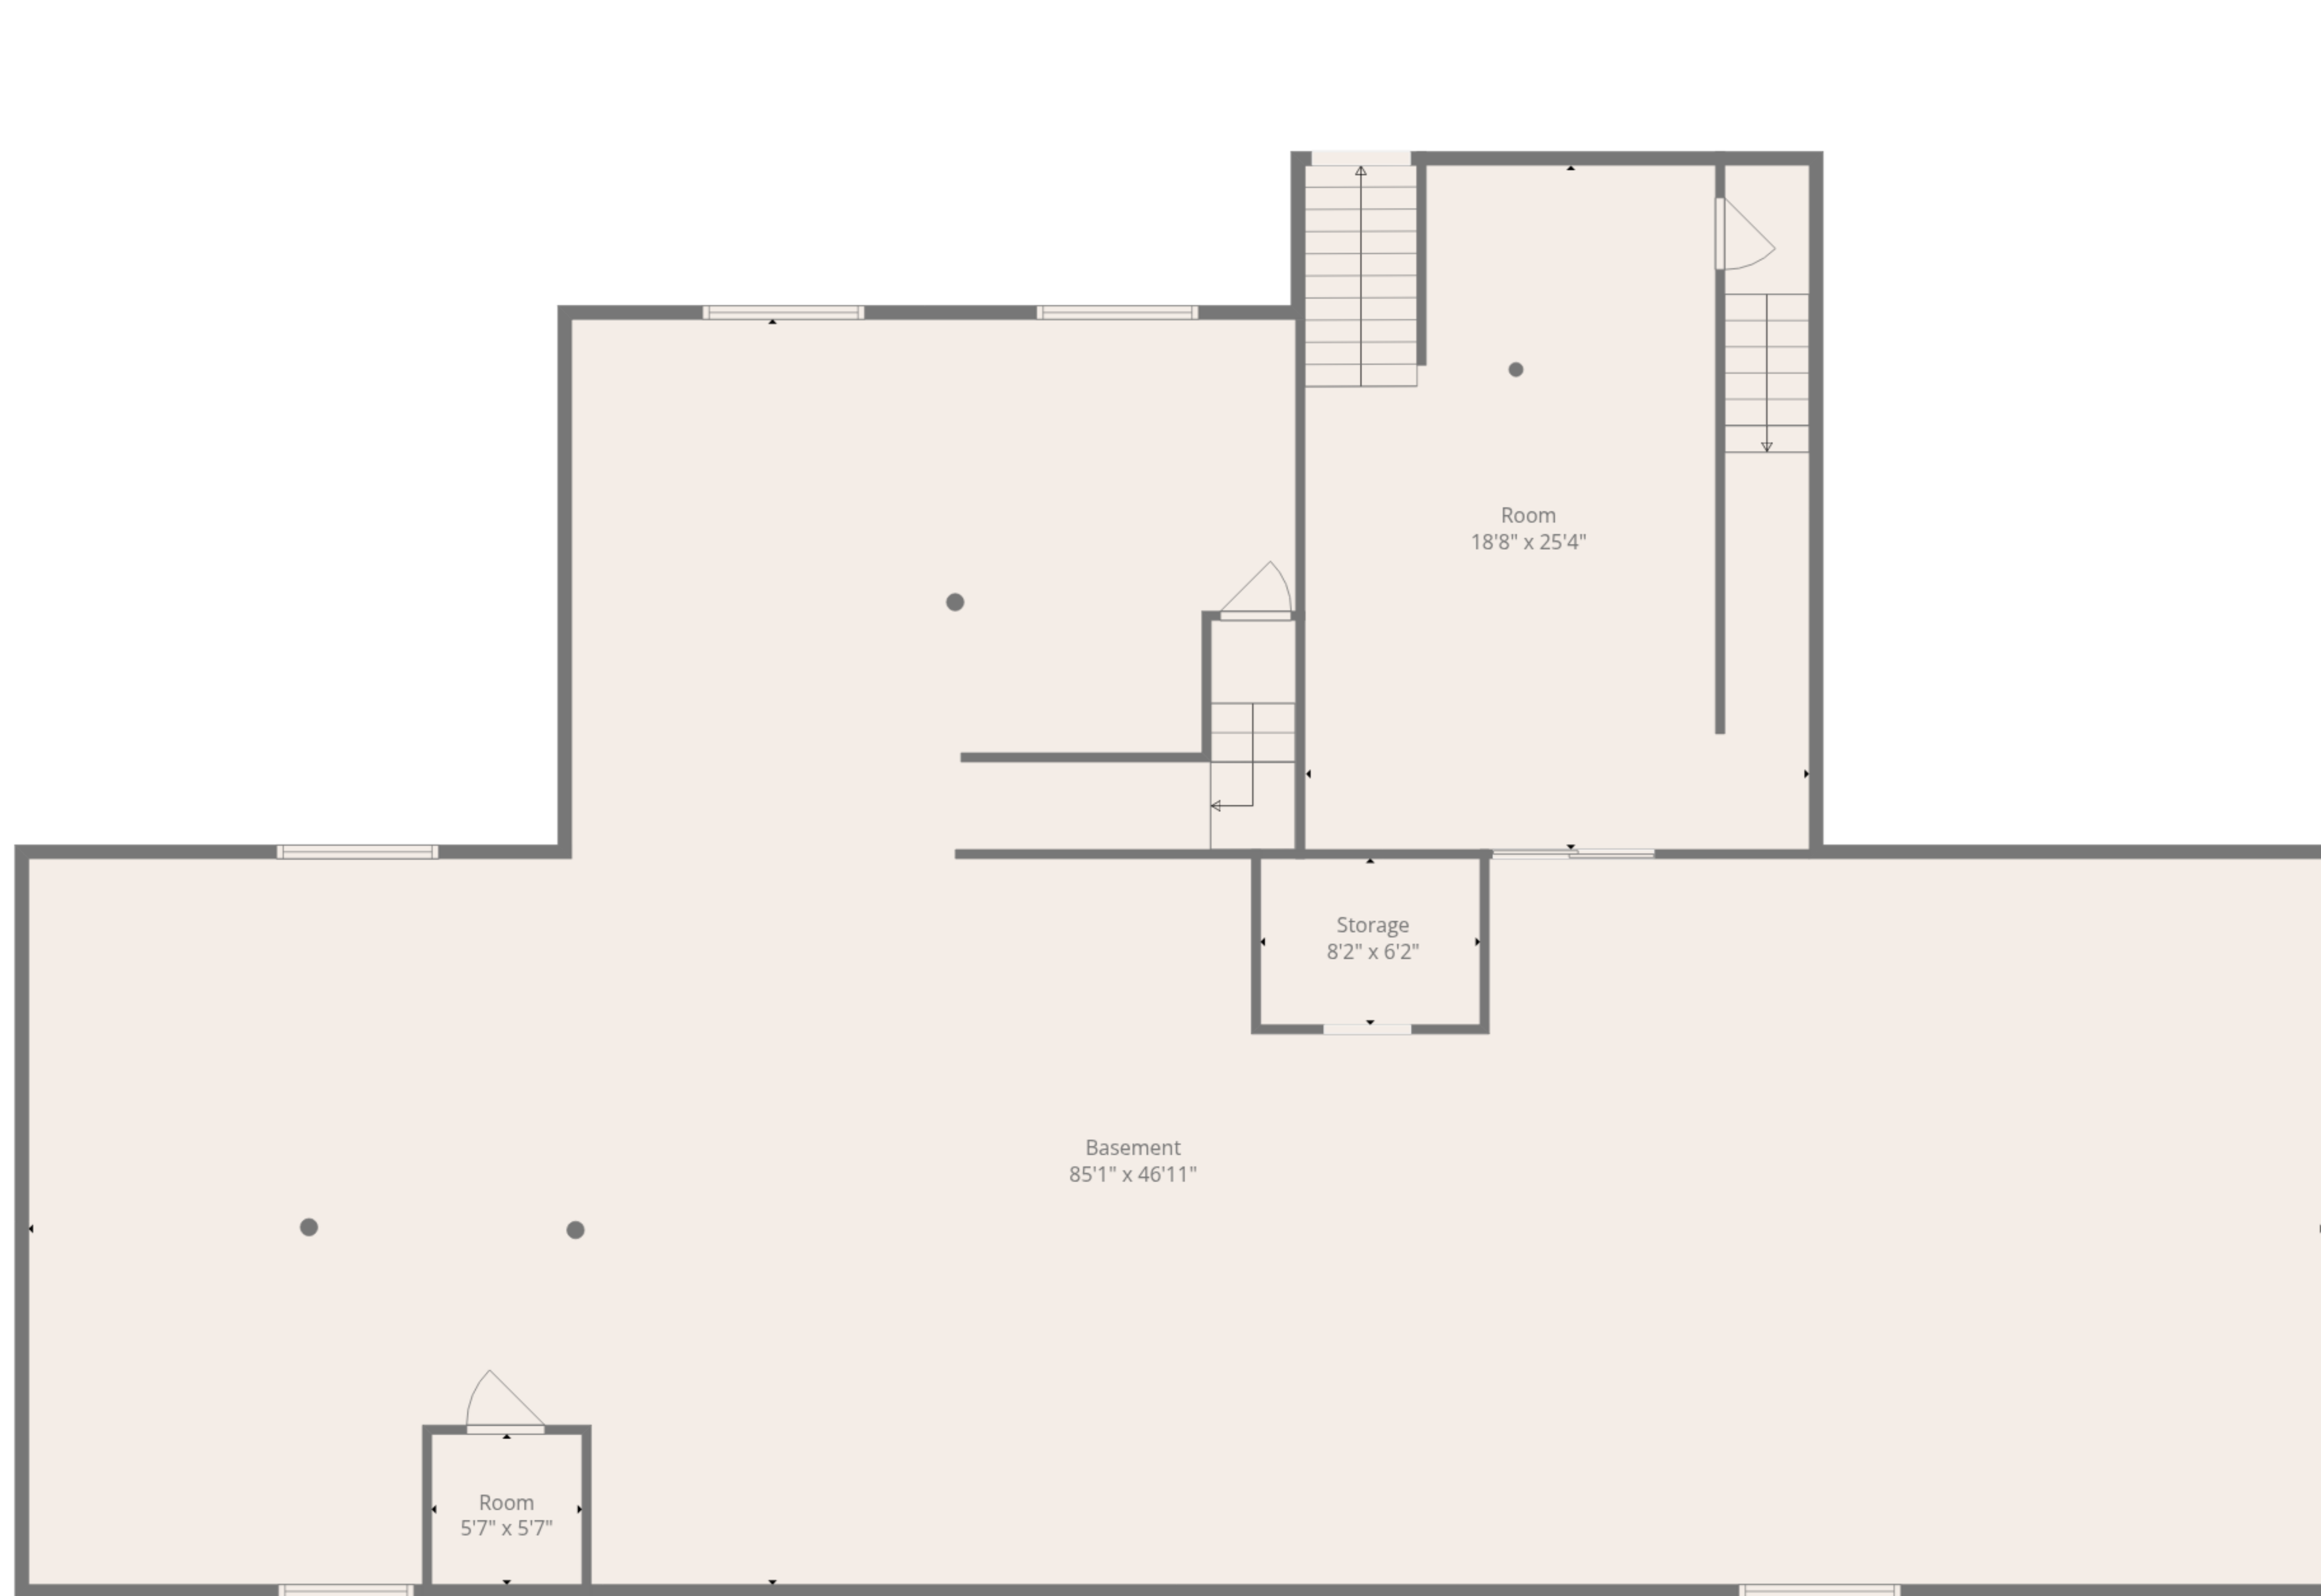 Room
18'8" x 25'4"
Storage
8'2" x 6'2"
Basement
85'1" x 46'11"
Room
5'7" x 5'7"